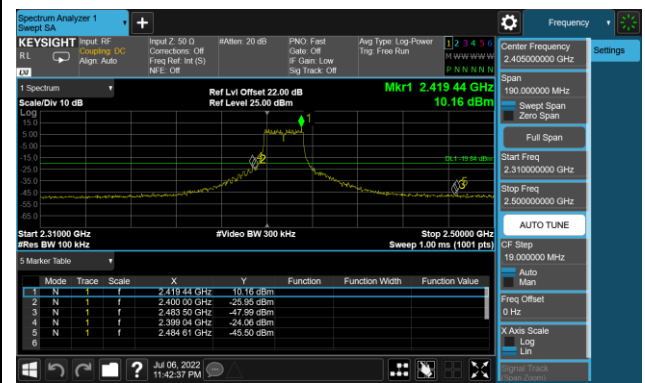 Spectrum Analyzer 1
Swept SA
+
Frequency
KEYSIGHT
RL
Input: RF
Coupling: DC
Align: Auto
Input Z: 50 Ω
Corrections: Off
Freq Ref: Int (S)
NFE: Off
#Atten: 20 dB
PNO: Fast
Gate: Off
IF Gain: Low
Sig Track: Off
Avg Type: Log-Power
Trig: Free Run
1 2 3 4 5 6
M W W W W W
P N N N N N
LXI
1 Spectrum
Scale/Div 10 dB
Ref Lvl Offset 22.00 dB
Ref Level 25.00 dBm
Mkr1 2.419 44 GHz
10.16 dBm
Log
15.0
5.00
-5.00
-15.0
-25.0
-35.0
-45.0
-55.0
-65.0
1
DL1 -19.84 dBm
Start 2.31000 GHz
#Res BW 100 kHz
#Video BW 300 kHz
Stop 2.50000 GHz
Sweep 1.00 ms (1001 pts)
5 Marker Table
Mode Trace Scale X Y Function Function Width Function Value
1 N 1 f 2.419 44 GHz 10.16 dBm
2 N 1 f 2.400 00 GHz -25.95 dBm
3 N 1 f 2.483 50 GHz -47.99 dBm
4 N 1 f 2.399 04 GHz -24.06 dBm
5 N 1 f 2.484 61 GHz -45.50 dBm
6
?
Jul 06, 2022
11:42:37 PM
Center Frequency
2.405000000 GHz
Settings
Span
190.000000 MHz
Swept Span
Zero Span
Full Span
Start Freq
2.310000000 GHz
Stop Freq
2.500000000 GHz
AUTO TUNE
CF Step
19.000000 MHz
Auto
Man
Freq Offset
0 Hz
X Axis Scale
Log
Lin
Signal Track
(Span Zoom)